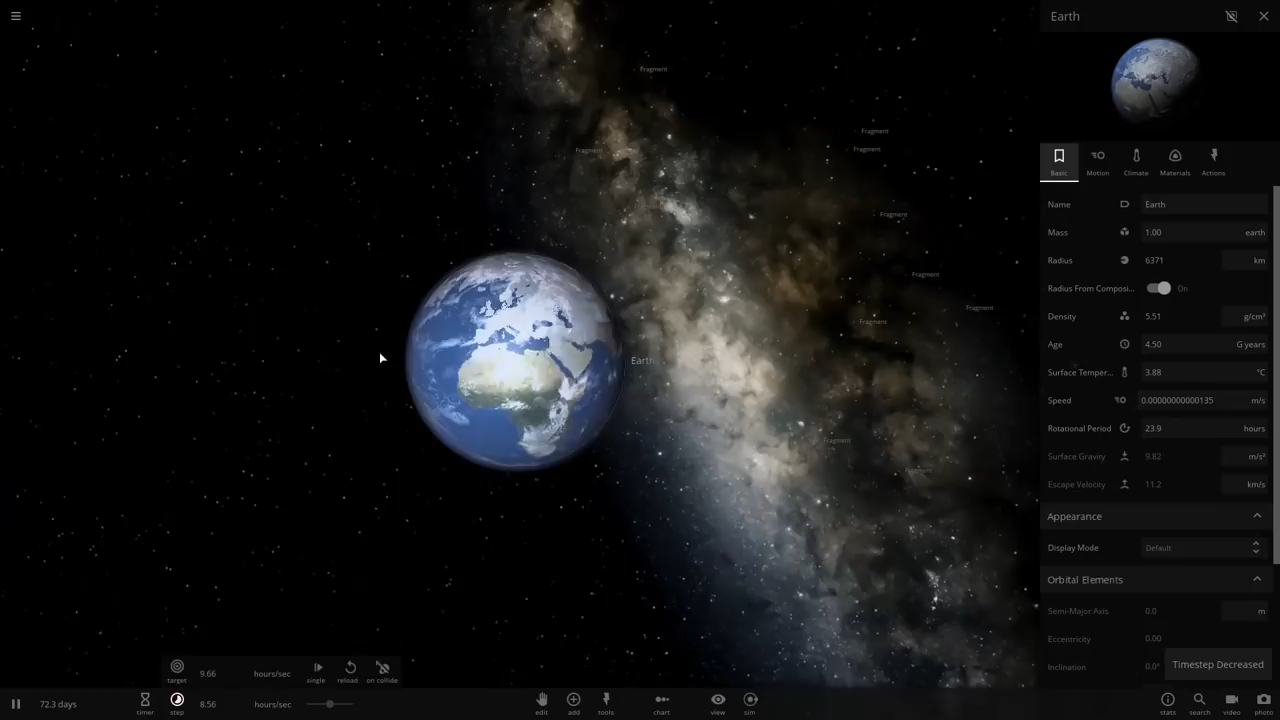 Earth
Fragment
Fragment
Fragment
Fragment
Fragment
Fragment
Fragment
Fragment
Earth
Fragment
Fragment
Basic
Motion
Climate
Materials
Actions
Name Earth
Mass 1.00 earth
Radius 6371 km
Radius From Composi... On
Density 5.51 g/cm³
Age 4.50 G years
Surface Temper... 3.88 °C
Speed 0.00000000000135 m/s
Rotational Period 23.9 hours
Surface Gravity 9.82 m/s²
Escape Velocity 11.2 km/s
Appearance
Display Mode Default
Orbital Elements
Semi-Major Axis 0.0 m
Eccentricity 0.00
Inclination 0.0°
Timestep Decreased
target 9.66 hours/sec single reload on collide
72.3 days timer step 8.56 hours/sec edit add tools chart view sim stats search video photo